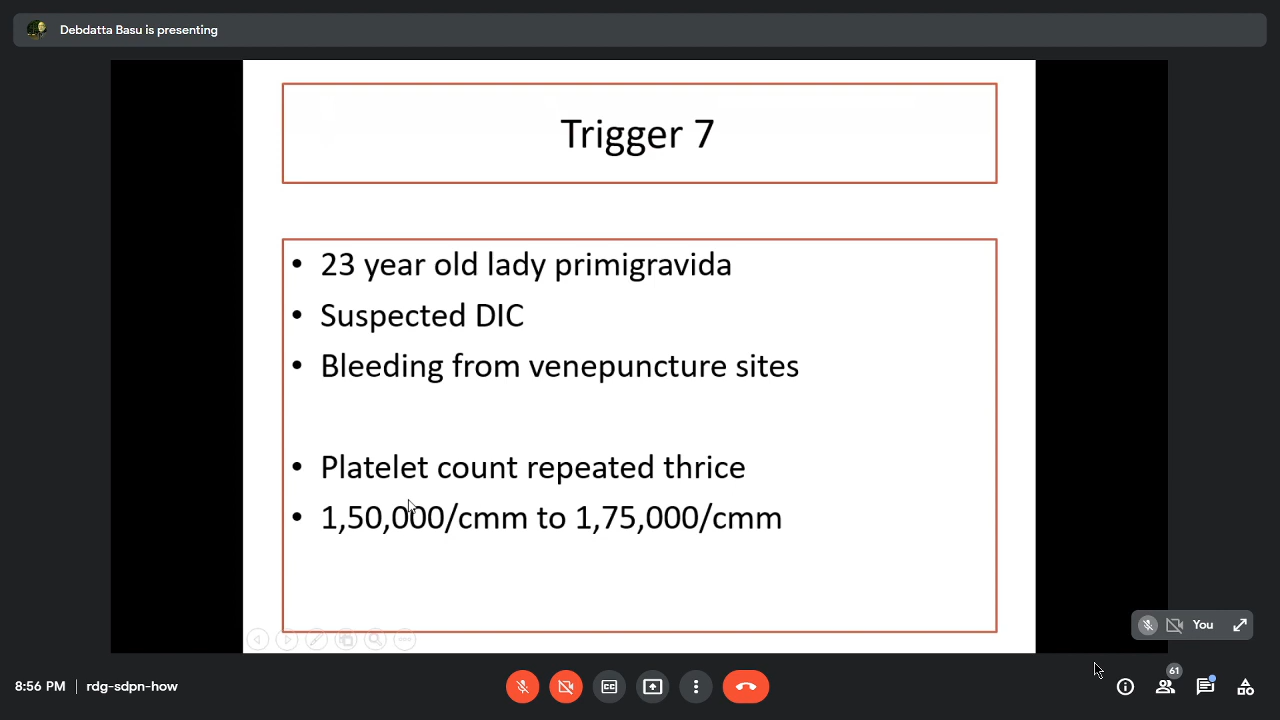 Debdatta Basu is presenting
Trigger 7
• 23 year old lady primigravida
• Suspected DIC
• Bleeding from venepuncture sites
• Platelet count repeated thrice
• 1,50,000/cmm to 1,75,000/cmm
You
8:56 PM | rdg-sdpn-how
61